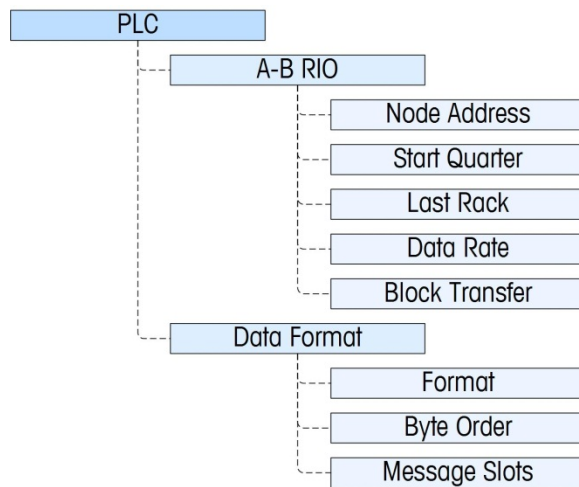 PLC
A-B RIO
Node Address
Start Quarter
Last Rack
Data Rate
Block Transfer
Data Format
Format
Byte Order
Message Slots